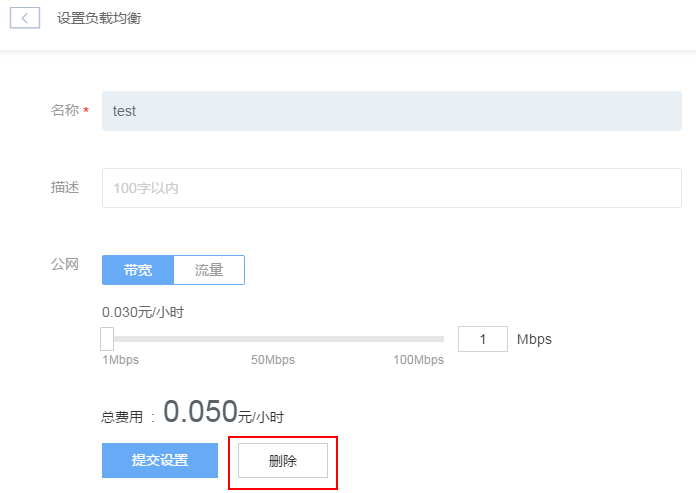 设置负载均衡
名称 *
test
描述
100字以内
公网
带宽 流量
0.030元/小时
1 Mbps
1Mbps 50Mbps 100Mbps
总费用 : 0.050元/小时
提交设置 删除